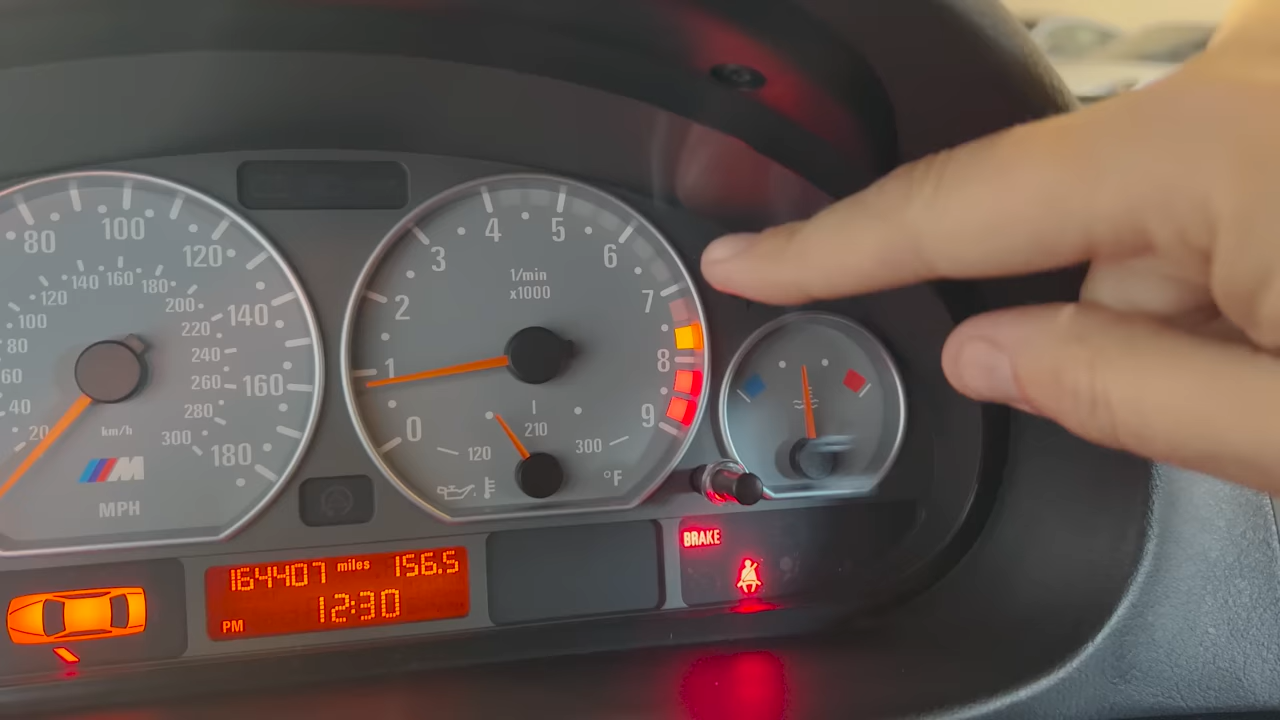 80 100 120 140 160 180
20 40 60 80 100 120 140 160 180 200 220 240 260 280 300
km/h
M
MPH
0 1 2 3 4 5 6 7 8 9
1/min
x1000
120 210 300
°F
164407 miles 156.5
PM 12:30
BRAKE